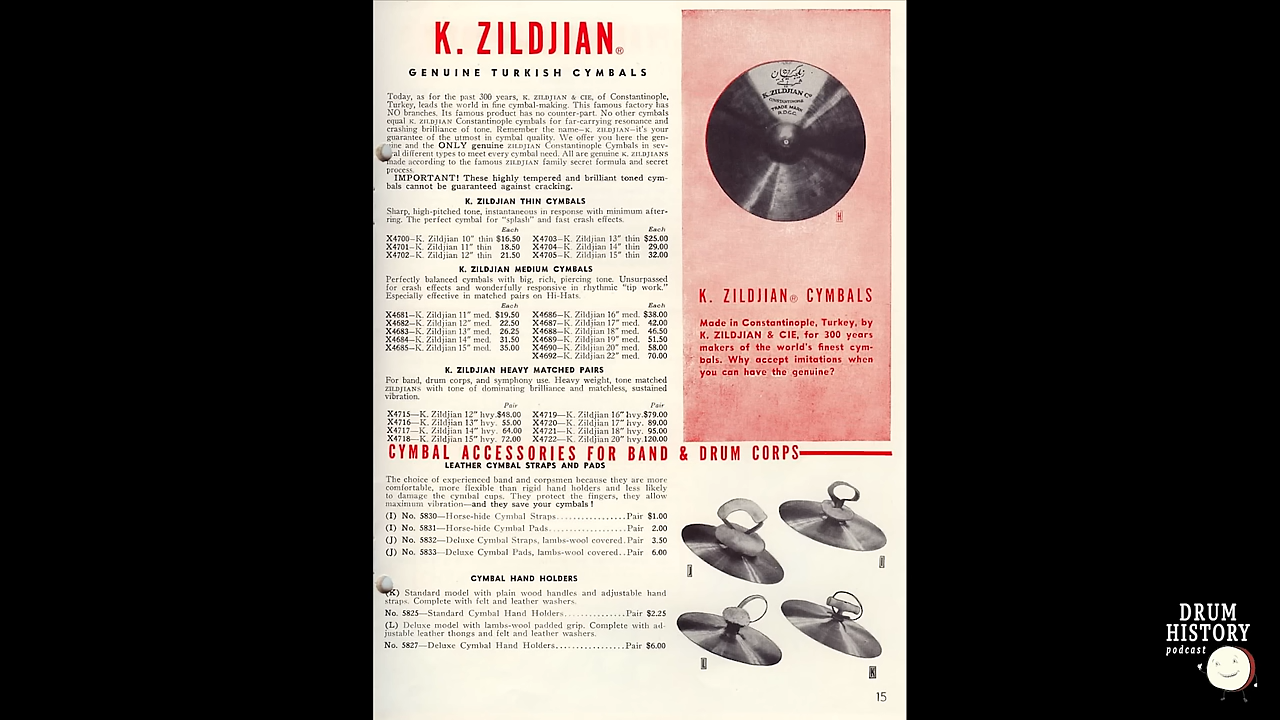 K. ZILDJIAN®
GENUINE TURKISH CYMBALS
Today, as for the past 300 years, K. ZILDJIAN & CIE, of Constantinople,
Turkey, leads the world in fine cymbal-making. This famous factory has
NO branches. Its famous product has no counter-part. No other cymbals
equal K. ZILDJIAN Constantinople cymbals for far-carrying resonance and
crashing brilliance of tone. Remember the name—K. ZILDJIAN—it's your
guarantee of the utmost in cymbal quality. We offer you here the gen-
uine and the ONLY genuine ZILDJIAN Constantinople Cymbals in sev-
eral different types to meet every cymbal need. All are genuine K. ZILDJIANS
made according to the famous ZILDJIAN family secret formula and secret
process.
IMPORTANT! These highly tempered and brilliant toned cym-
bals cannot be guaranteed against cracking.
K. ZILDJIAN THIN CYMBALS
Sharp, high-pitched tone, instantaneous in response with minimum after-
ring. The perfect cymbal for "splash" and fast crash effects.
Each Each
X4700—K. Zildjian 10" thin $16.50 X4703—K. Zildjian 13" thin $25.00
X4701—K. Zildjian 11" thin 18.50 X4704—K. Zildjian 14" thin 29.00
X4702—K. Zildjian 12" thin 21.50 X4705—K. Zildjian 15" thin 32.00
K. ZILDJIAN MEDIUM CYMBALS
Perfectly balanced cymbals with big, rich, piercing tone. Unsurpassed
for crash effects and wonderfully responsive in rhythmic "tip work."
Especially effective in matched pairs on Hi-Hats.
Each Each
X4681—K. Zildjian 11" med. $19.50 X4686—K. Zildjian 16" med. $38.00
X4682—K. Zildjian 12" med. 22.50 X4687—K. Zildjian 17" med. 42.00
X4683—K. Zildjian 13" med. 26.25 X4688—K. Zildjian 18" med. 46.50
X4684—K. Zildjian 14" med. 31.50 X4689—K. Zildjian 19" med. 51.50
X4685—K. Zildjian 15" med. 35.00 X4690—K. Zildjian 20" med. 58.00
X4692—K. Zildjian 22" med. 70.00
K. ZILDJIAN HEAVY MATCHED PAIRS
For band, drum corps, and symphony use. Heavy weight, tone matched
ZILDJIANS with tone of dominating brilliance and matchless, sustained
vibration.
Pair Pair
X4715—K. Zildjian 12" hvy.$48.00 X4719—K. Zildjian 16" hvy.$79.00
X4716—K. Zildjian 13" hvy. 55.00 X4720—K. Zildjian 17" hvy. 89.00
X4717—K. Zildjian 14" hvy. 64.00 X4721—K. Zildjian 18" hvy. 95.00
X4718—K. Zildjian 15" hvy. 72.00 X4722—K. Zildjian 20" hvy.120.00
K. ZILDJIAN Cº
CONSTANTINOPLE
TRADE MARK
H
K. ZILDJIAN® CYMBALS
Made in Constantinople, Turkey, by
K. ZILDJIAN & CIE, for 300 years
makers of the world's finest cym-
bals. Why accept imitations when
you can have the genuine?
CYMBAL ACCESSORIES FOR BAND & DRUM CORPS
LEATHER CYMBAL STRAPS AND PADS
The choice of experienced band and corpsmen because they are more
comfortable, more flexible than rigid hand holders and less likely
to damage the cymbal cups. They protect the fingers, they allow
maximum vibration—and they save your cymbals!
(I) No. 5830—Horse-hide Cymbal Straps................Pair $1.00
(I) No. 5831—Horse-hide Cymbal Pads..................Pair 2.00
(J) No. 5832—Deluxe Cymbal Straps, lambs-wool covered.Pair 3.50
(J) No. 5833—Deluxe Cymbal Pads, lambs-wool covered..Pair 6.00
CYMBAL HAND HOLDERS
(K) Standard model with plain wood handles and adjustable hand
straps. Complete with felt and leather washers.
No. 5825—Standard Cymbal Hand Holders..............Pair $2.25
(L) Deluxe model with lambs-wool padded grip. Complete with ad-
justable leather thongs and felt and leather washers.
No. 5827—Deluxe Cymbal Hand Holders................Pair $6.00
J
I
L
K
15
DRUM
HISTORY
podcast